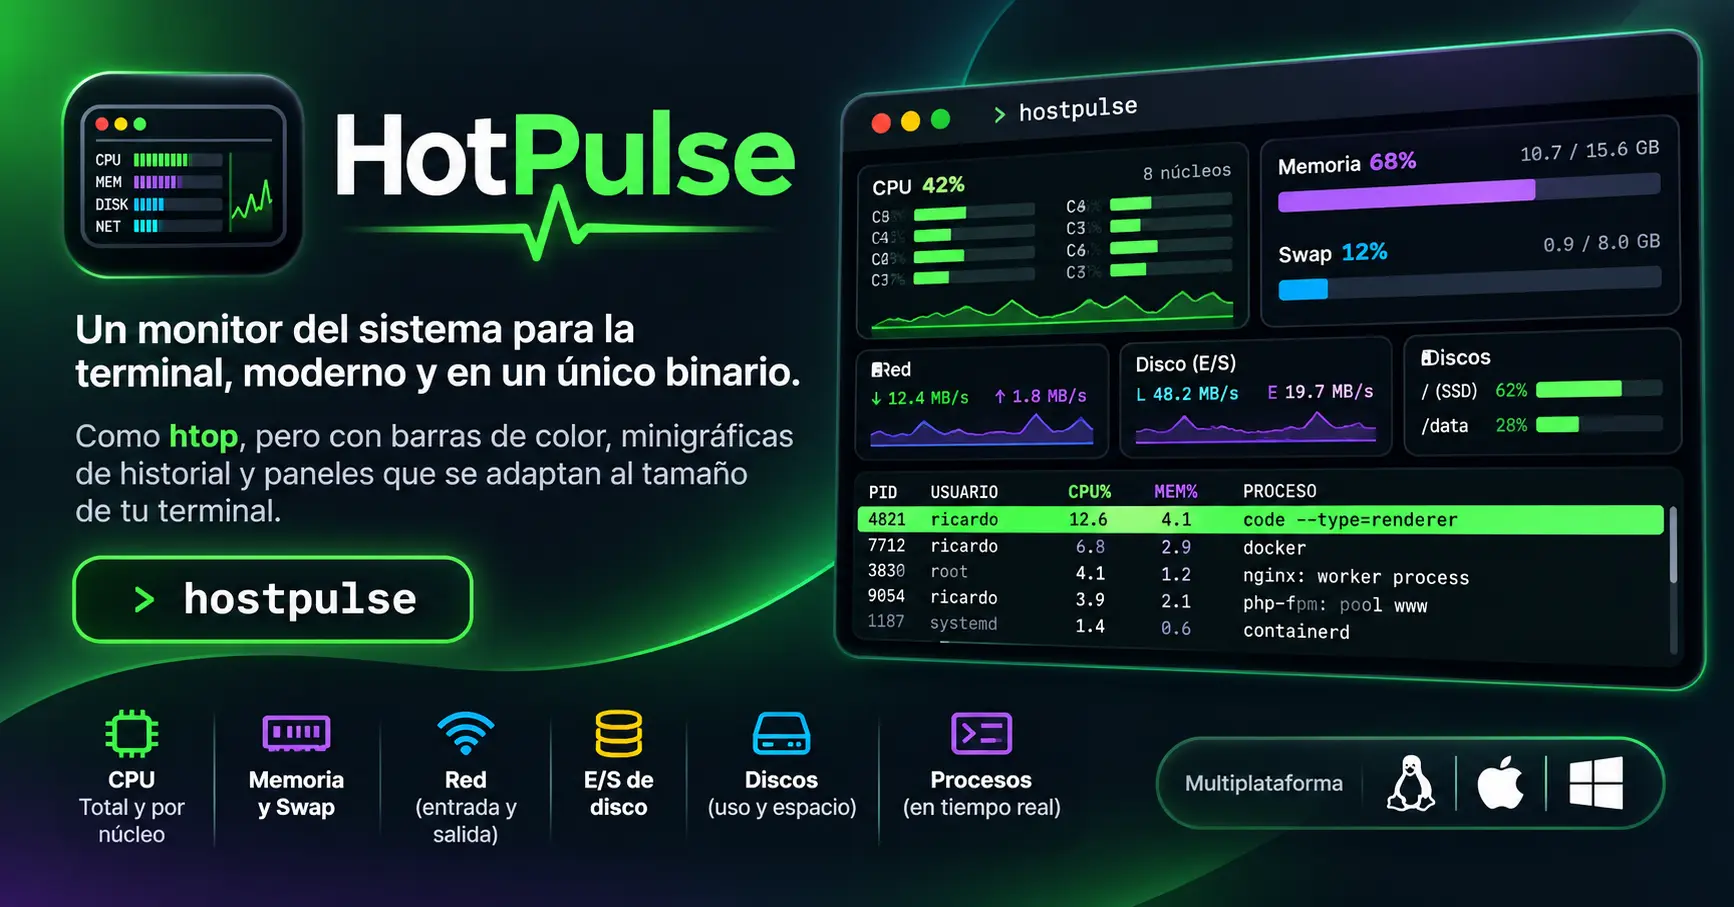 CPU
MEM
DISK
NET
HotPulse
Un monitor del sistema para la
terminal, moderno y en un único binario.
Como htop, pero con barras de color, minigráficas
de historial y paneles que se adaptan al tamaño
de tu terminal.
> hostpulse
> hostpulse
CPU 42%
8 núcleos
C3
C6
C3
C3
Memoria 68%
10.7 / 15.6 GB
Swap 12%
0.9 / 8.0 GB
Red
↓ 12.4 MB/s ↑ 1.8 MB/s
Disco (E/S)
L 48.2 MB/s E 19.7 MB/s
Discos
/ (SSD) 62%
/data 28%
PID USUARIO CPU% MEM% PROCESO
4821 ricardo 12.6 4.1 code --type=renderer
7712 ricardo 6.8 2.9 docker
3830 root 4.1 1.2 nginx: worker process
9054 ricardo 3.9 2.1 php-fpm: pool www
1187 systemd 1.4 0.6 containerd
CPU
Total y por
núcleo
Memoria
y Swap
Red
(entrada y
salida)
E/S de
disco
Discos
(uso y espacio)
Procesos
(en tiempo real)
Multiplataforma